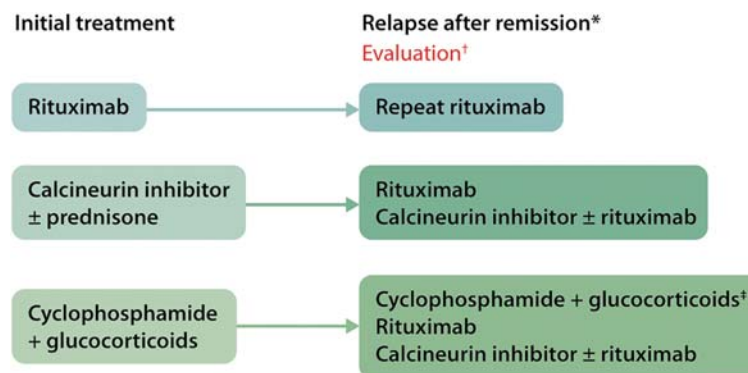 Initial treatment
Relapse after remission*
Evaluation†
Rituximab
Repeat rituximab
Calcineurin inhibitor
± prednisone
Rituximab
Calcineurin inhibitor ± rituximab
Cyclophosphamide
+ glucocorticoids
Cyclophosphamide + glucocorticoids‡
Rituximab
Calcineurin inhibitor ± rituximab